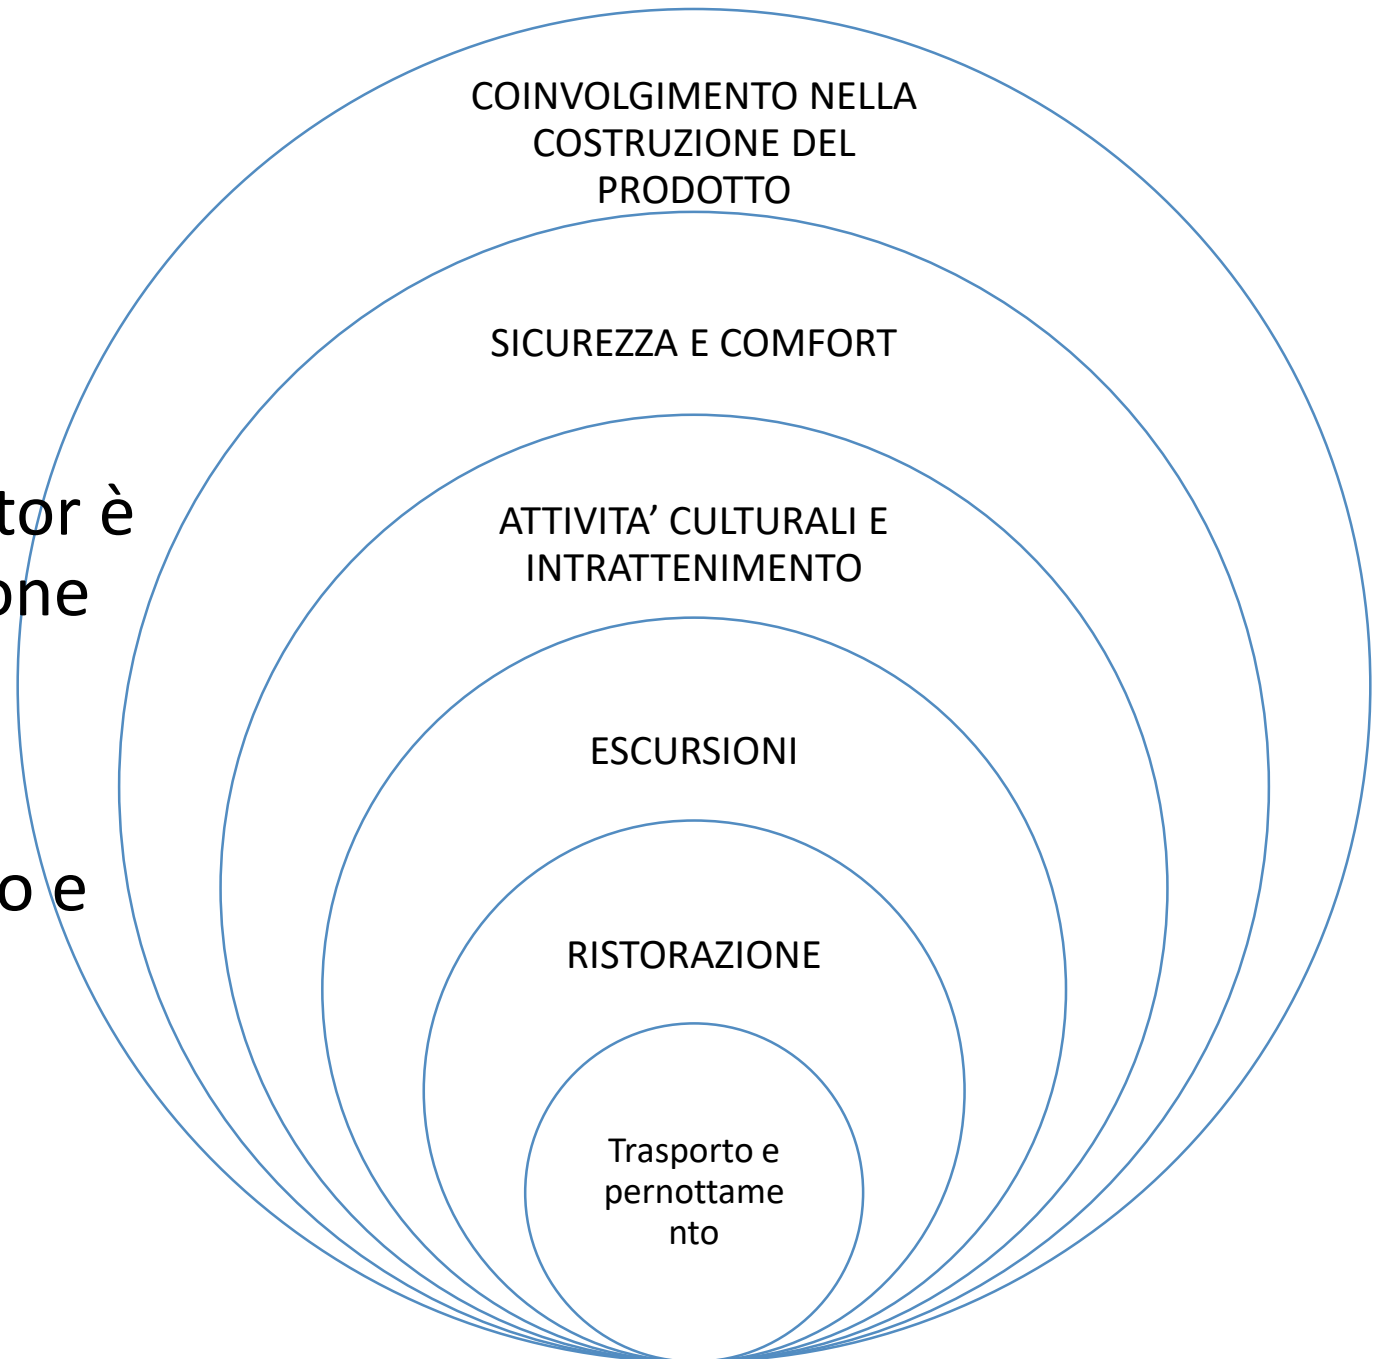 COINVOLGIMENTO NELLA
COSTRUZIONE DEL
PRODOTTO
SICUREZZA E COMFORT
tor è
one
ATTIVITA’ CULTURALI E
INTRATTENIMENTO
ESCURSIONI
o e
RISTORAZIONE
Trasporto e
pernottame
nto